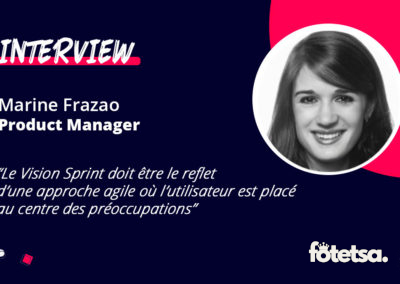 INTERVIEW
Marine Frazao
Product Manager
"Le Vision Sprint doit être le reflet
d'une approche agile où l'utilisateur est placé
au centre des préoccupations"
fotetsa.